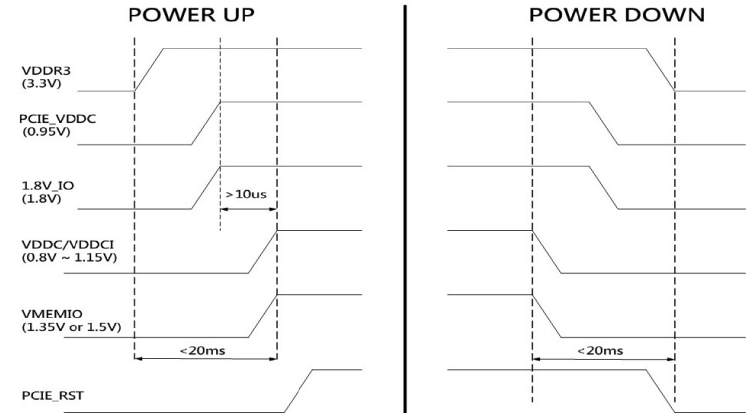 POWER UP
POWER DOWN
VDDR3
(3.3V)
PCIE_VDDC
(0.95V)
1.8V_IO
(1.8V)
>10us
VDDC/VDDCI
(0.8V ~ 1.15V)
VMEMIO
(1.35V or 1.5V)
<20ms
<20ms
PCIE_RST